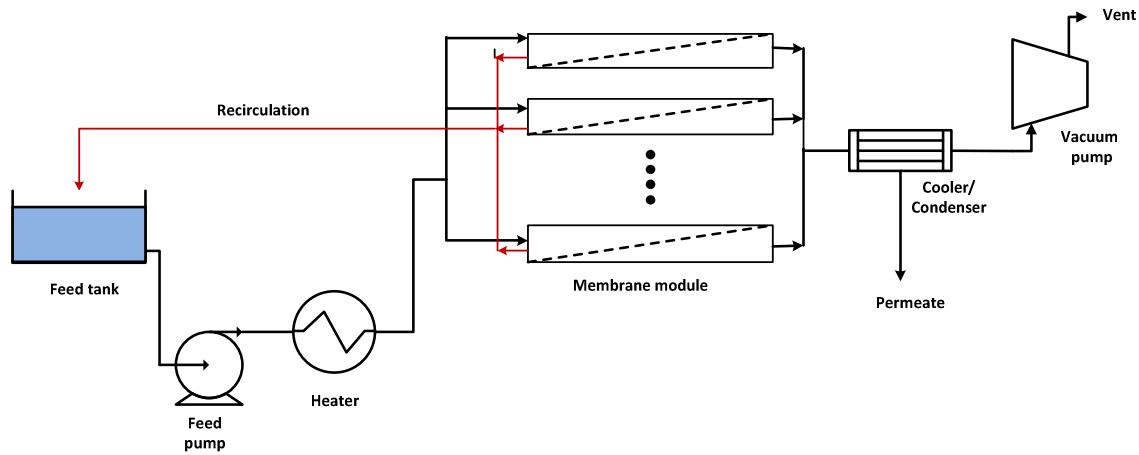 Vent
Recirculation
Vacuum
pump
Cooler/
Condenser
Feed tank
Membrane module
Permeate
Heater
Feed
pump